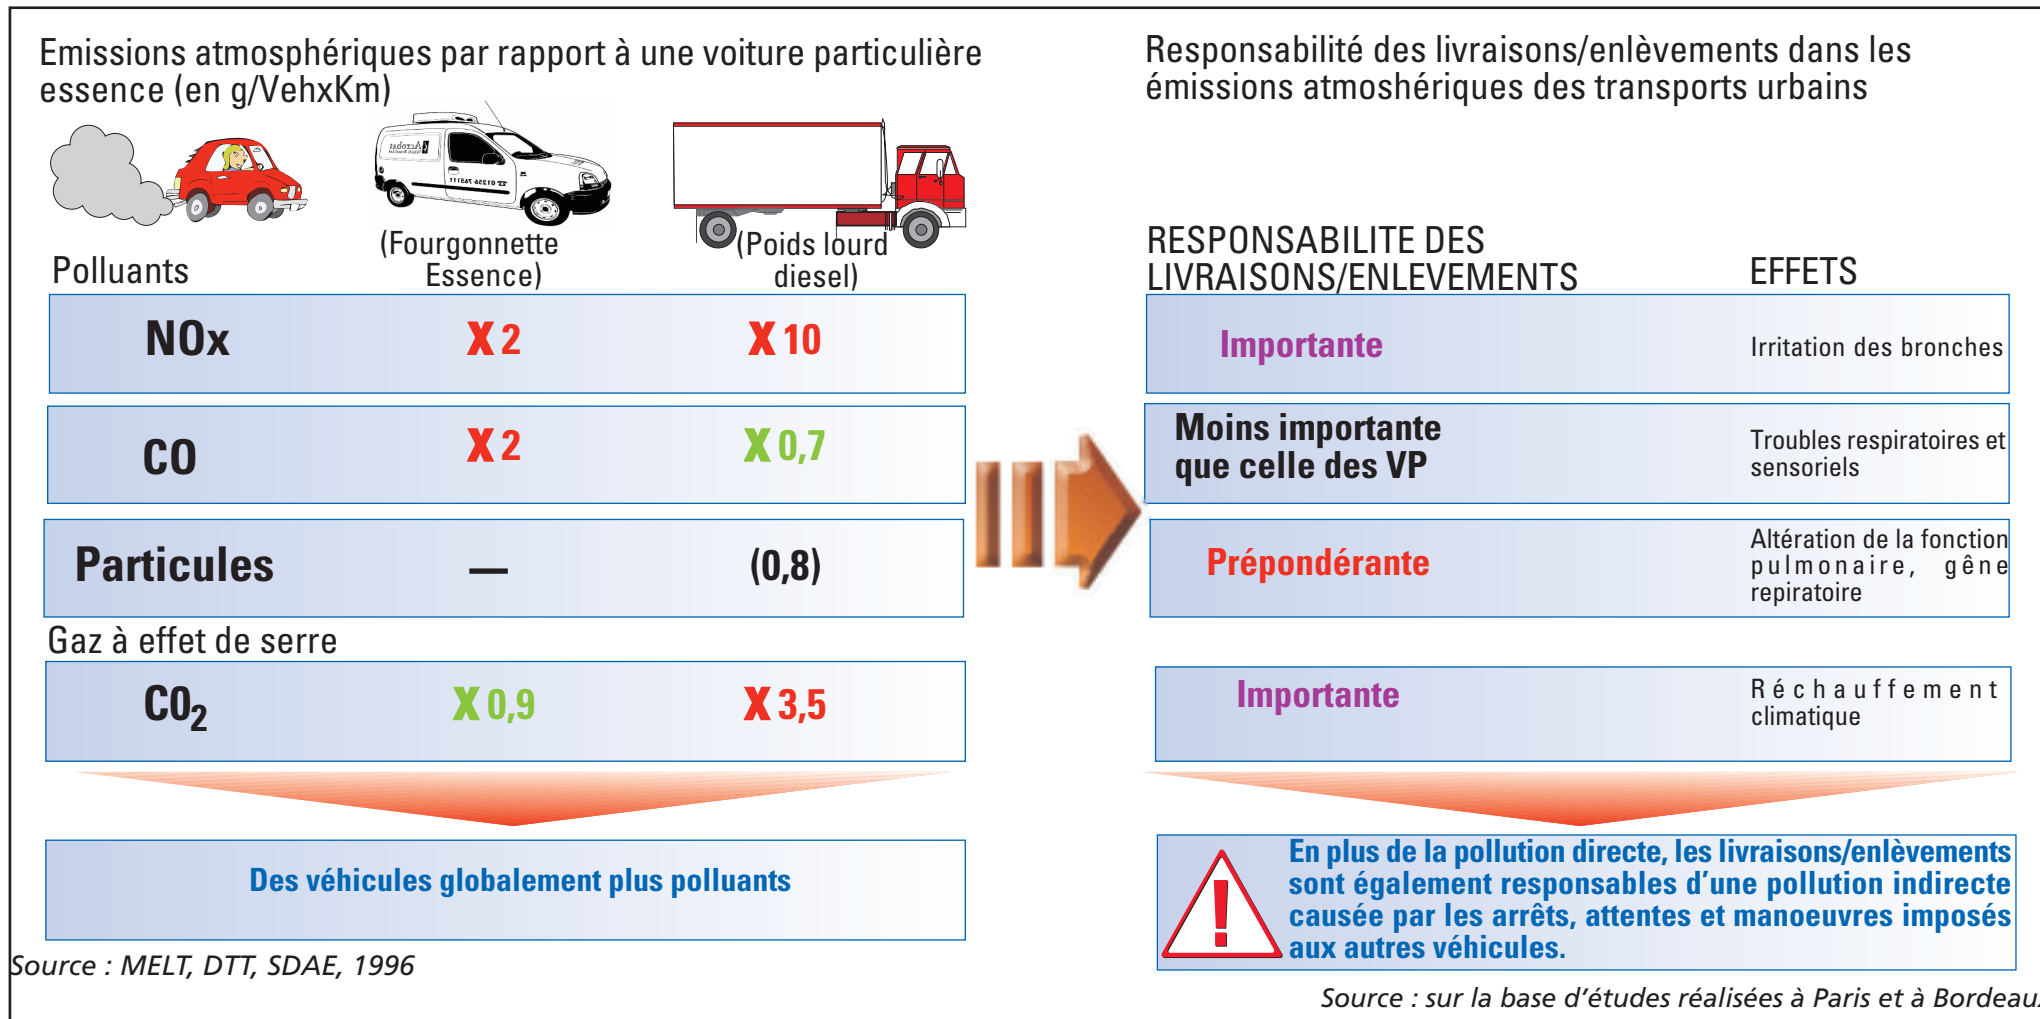 Emissions atmosphériques par rapport à une voiture particulière
essence (en g/VehxKm)
(Fourgonnette
Essence)
(Poids lourd
diesel)
Polluants
NOx
X 2
X 10
CO
X 2
X 0,7
Particules
—
(0,8)
Gaz à effet de serre
C0₂
X 0,9
X 3,5
Des véhicules globalement plus polluants
Source : MELT, DTT, SDAE, 1996
Responsabilité des livraisons/enlèvements dans les
émissions atmoshériques des transports urbains
RESPONSABILITE DES
LIVRAISONS/ENLEVEMENTS
EFFETS
Importante
Irritation des bronches
Moins importante
que celle des VP
Troubles respiratoires et
sensoriels
Prépondérante
Altération de la fonction
pulmonaire, gêne
repiratoire
Importante
Réchauffement
climatique
!
En plus de la pollution directe, les livraisons/enlèvements
sont également responsables d'une pollution indirecte
causée par les arrêts, attentes et manoeuvres imposés
aux autres véhicules.
Source : sur la base d'études réalisées à Paris et à Bordeaux